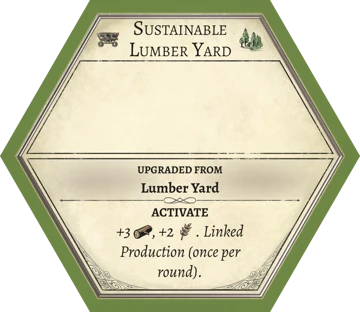 SUSTAINABLE
LUMBER YARD
UPGRADED FROM
Lumber Yard
ACTIVATE
+3 , +2 . Linked
Production (once per
round).